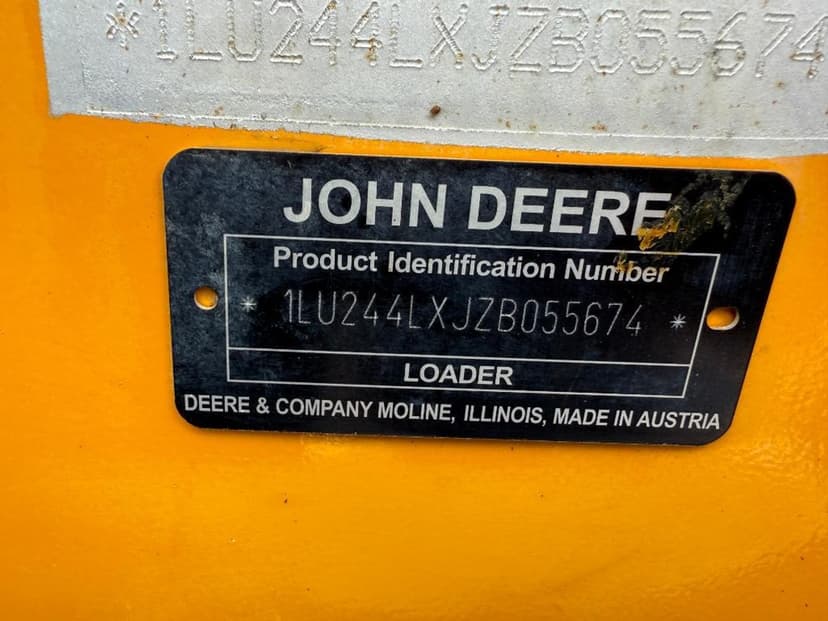 *1LU244LXJZB055674
JOHN DEERE
Product Identification Number
* 1LU244LXJZB055674 *
LOADER
DEERE & COMPANY MOLINE, ILLINOIS, MADE IN AUSTRIA